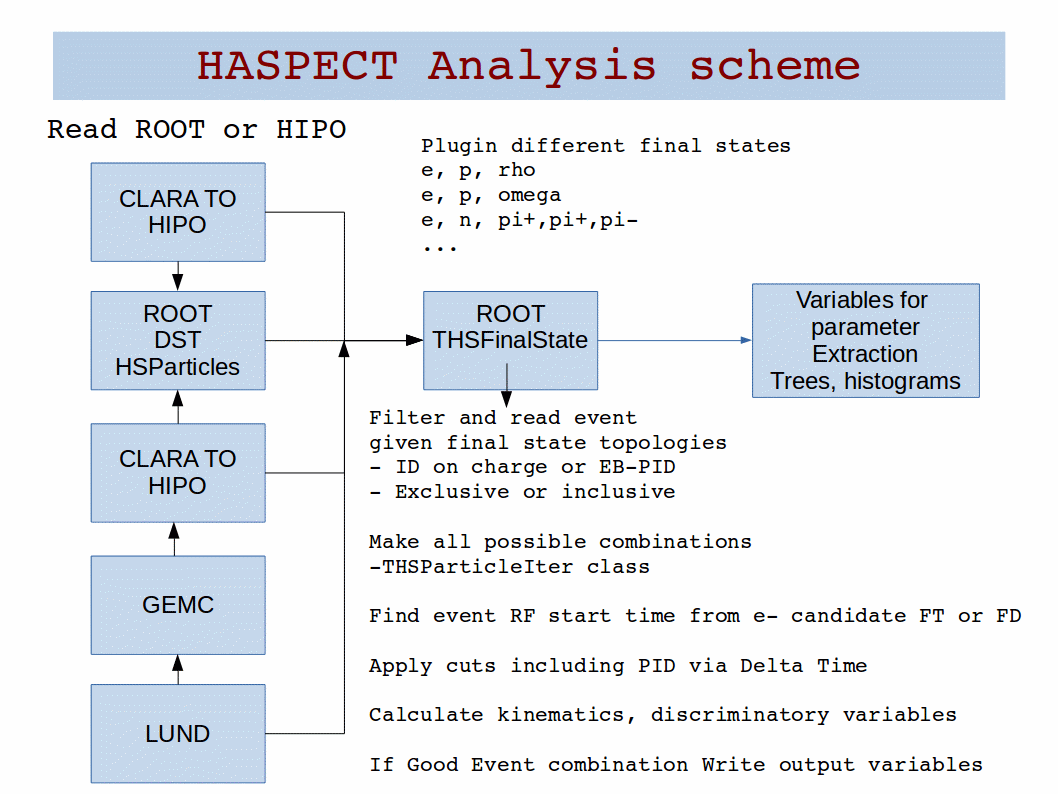 HASPECT Analysis scheme
Read ROOT or HIPO
Plugin different final states
e, p, rho
e, p, omega
e, n, pi+,pi+,pi-
...
CLARA TO
HIPO
ROOT
DST
HSParticles
CLARA TO
HIPO
GEMC
LUND
ROOT
THSFinalState
Variables for
parameter
Extraction
Trees, histograms
Filter and read event
given final state topologies
- ID on charge or EB-PID
- Exclusive or inclusive
Make all possible combinations
-THSParticleIter class
Find event RF start time from e- candidate FT or FD
Apply cuts including PID via Delta Time
Calculate kinematics, discriminatory variables
If Good Event combination Write output variables